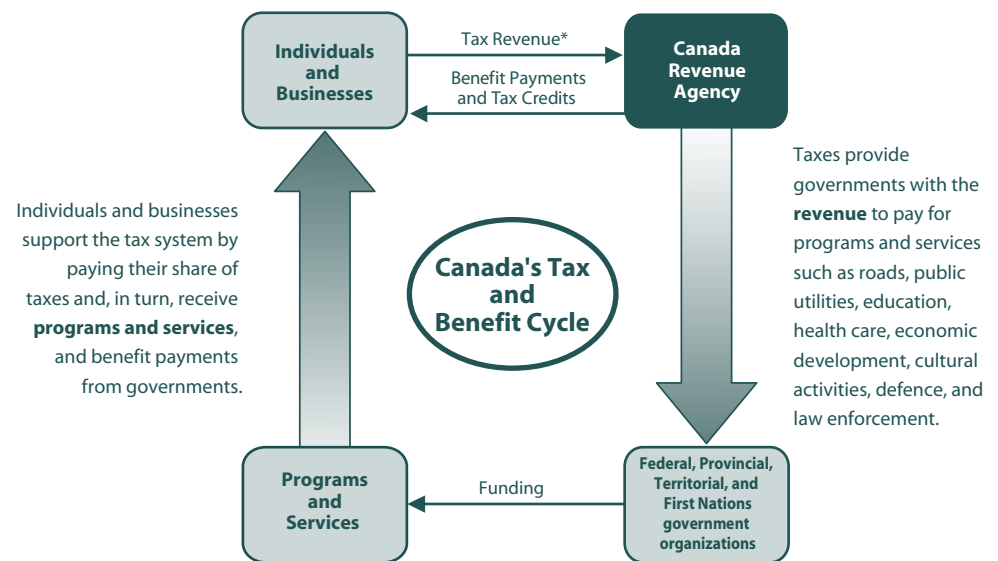 Individuals
and
Businesses
Tax Revenue*
Benefit Payments
and Tax Credits
Canada
Revenue
Agency
Taxes provide
governments with the
revenue to pay for
programs and services
such as roads, public
utilities, education,
health care, economic
development, cultural
activities, defence, and
law enforcement.
Individuals and businesses
support the tax system by
paying their share of
taxes and, in turn, receive
programs and services,
and benefit payments
from governments.
Canada's Tax
and
Benefit Cycle
Programs
and
Services
Funding
Federal, Provincial,
Territorial, and
First Nations
government
organizations